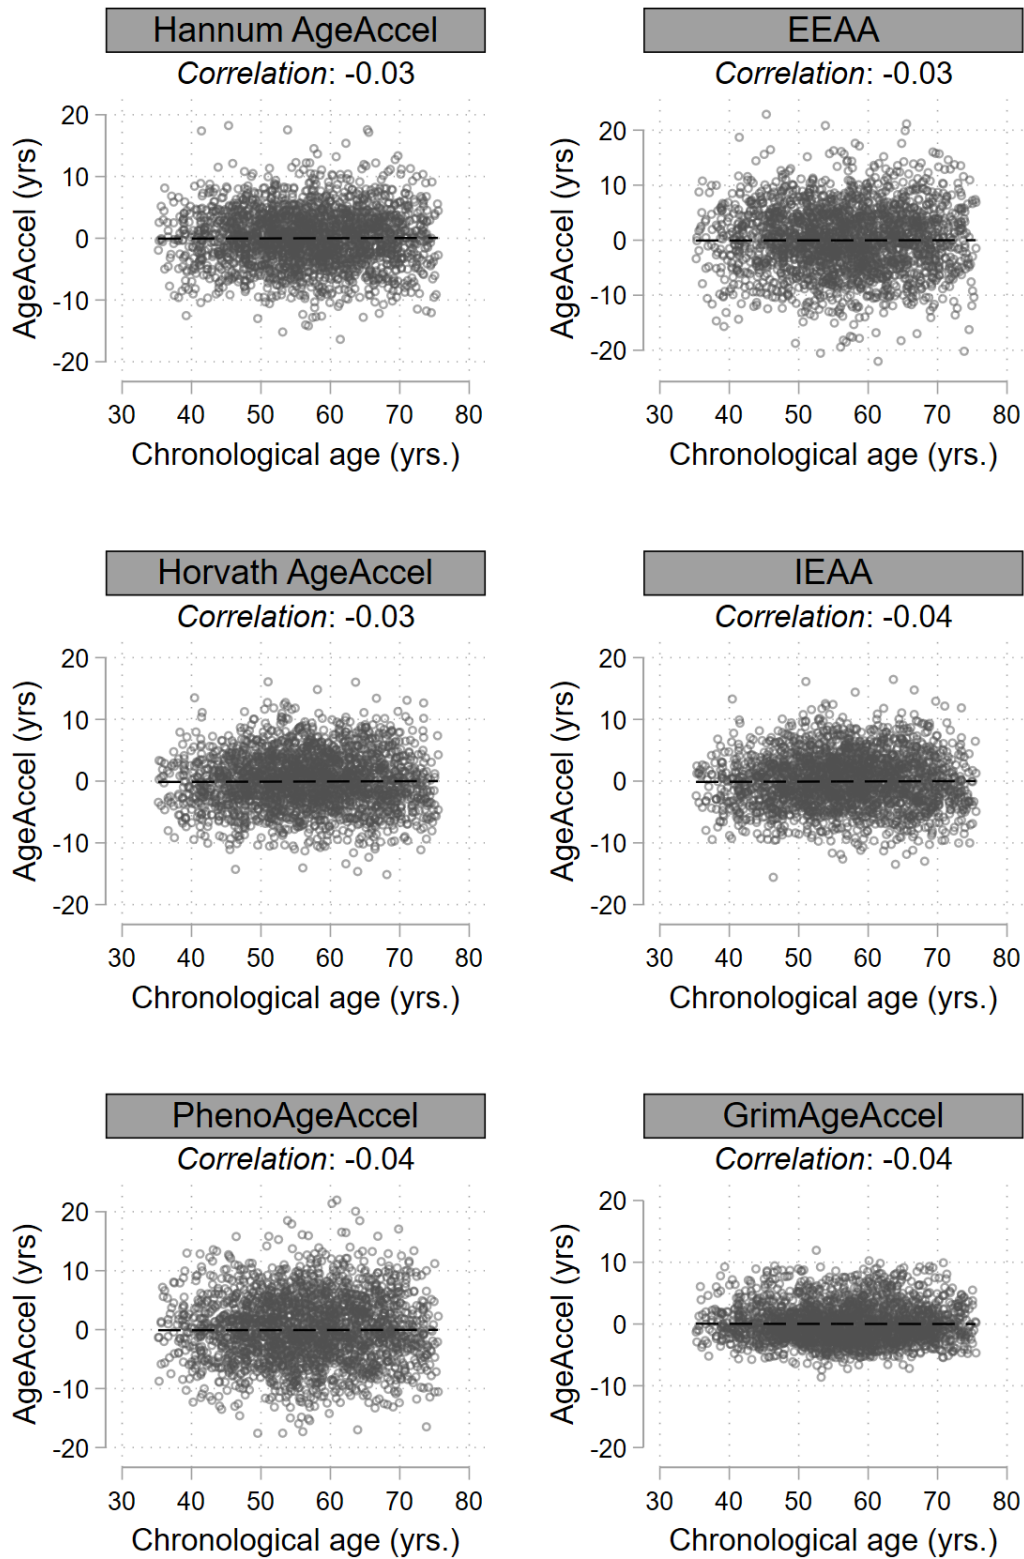 Hannum AgeAccel
Correlation: -0.03
AgeAccel (yrs)
20
10
0
-10
-20
30 40 50 60 70 80
Chronological age (yrs.)
EEAA
Correlation: -0.03
AgeAccel (yrs)
20
10
0
-10
-20
30 40 50 60 70 80
Chronological age (yrs.)
Horvath AgeAccel
Correlation: -0.03
AgeAccel (yrs)
20
10
0
-10
-20
30 40 50 60 70 80
Chronological age (yrs.)
IEAA
Correlation: -0.04
AgeAccel (yrs)
20
10
0
-10
-20
30 40 50 60 70 80
Chronological age (yrs.)
PhenoAgeAccel
Correlation: -0.04
AgeAccel (yrs)
20
10
0
-10
-20
30 40 50 60 70 80
Chronological age (yrs.)
GrimAgeAccel
Correlation: -0.04
AgeAccel (yrs)
20
10
0
-10
-20
30 40 50 60 70 80
Chronological age (yrs.)